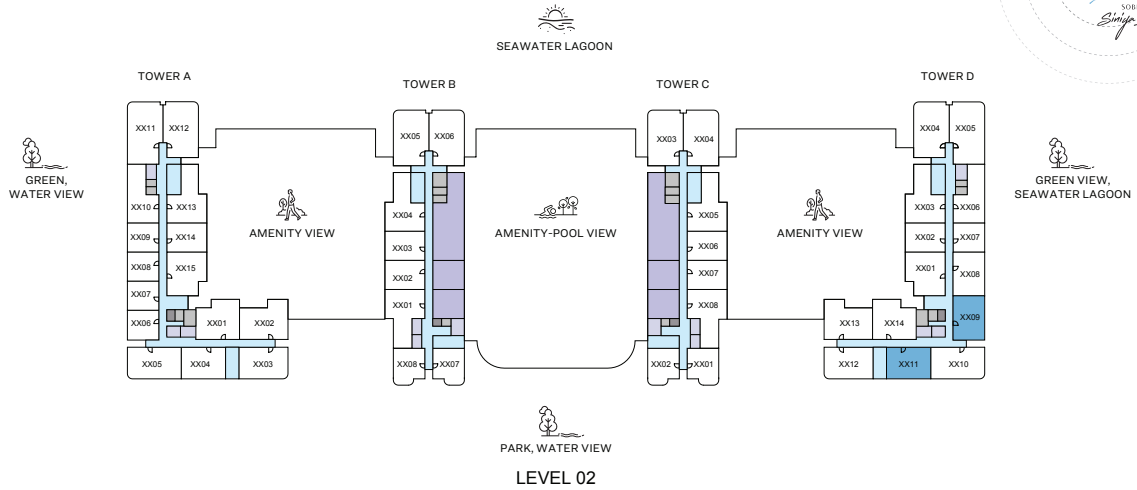 SOB
Siniya
SEAWATER LAGOON
TOWER A
TOWER B
TOWER C
TOWER D
XX11 XX12
XX05 XX06
XX03 XX04
XX04 XX05
GREEN,
WATER VIEW
GREEN VIEW,
SEAWATER LAGOON
XX10 XX13
XX09 XX14
XX08 XX15
XX07
XX06 XX01 XX02
XX05 XX04 XX03
AMENITY VIEW
XX04
XX03
XX02
XX01
XX08 XX07
AMENITY-POOL VIEW
XX05
XX06
XX07
XX08
XX02 XX01
AMENITY VIEW
XX03 XX06
XX02 XX07
XX01 XX08
XX09
XX13 XX14
XX12 XX11 XX10
PARK, WATER VIEW
LEVEL 02